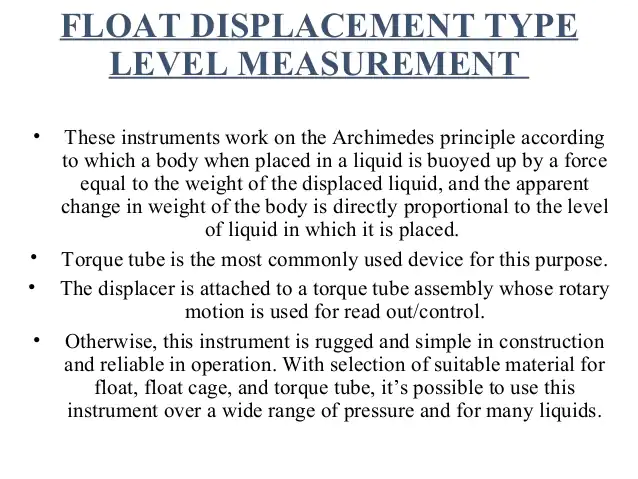 FLOAT DISPLACEMENT TYPE
LEVEL MEASUREMENT
• These instruments work on the Archimedes principle according
to which a body when placed in a liquid is buoyed up by a force
equal to the weight of the displaced liquid, and the apparent
change in weight of the body is directly proportional to the level
of liquid in which it is placed.
• Torque tube is the most commonly used device for this purpose.
• The displacer is attached to a torque tube assembly whose rotary
motion is used for read out/control.
• Otherwise, this instrument is rugged and simple in construction
and reliable in operation. With selection of suitable material for
float, float cage, and torque tube, it’s possible to use this
instrument over a wide range of pressure and for many liquids.